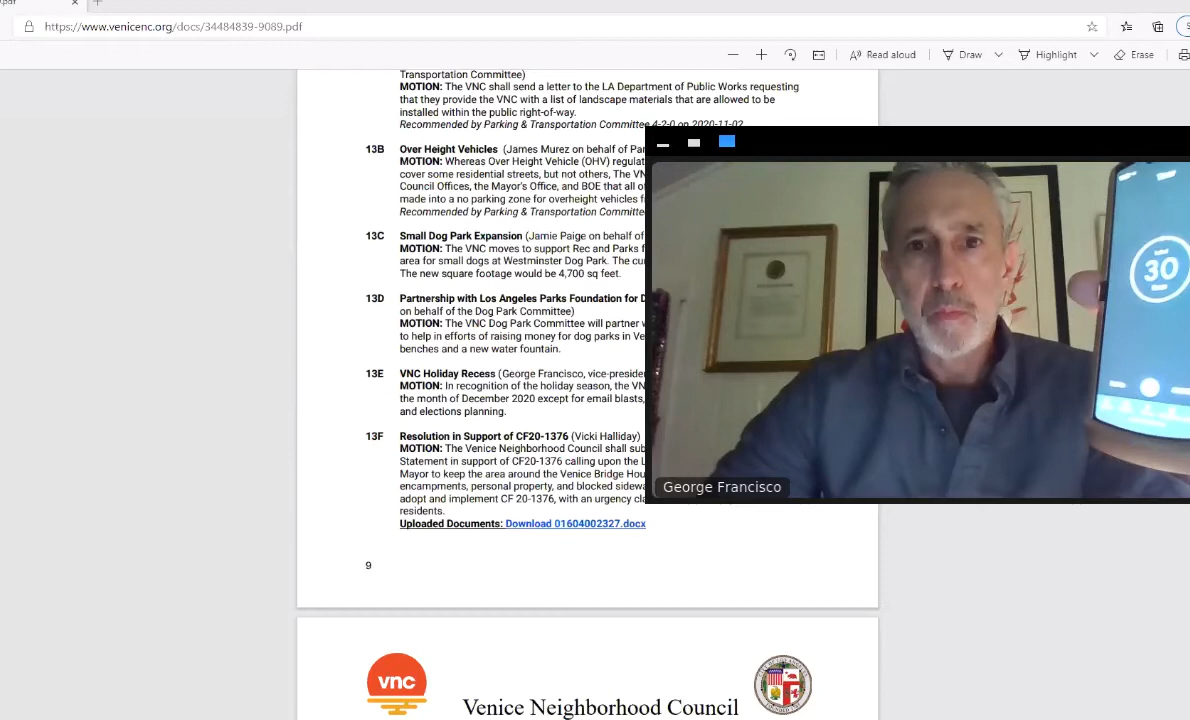 .pdf
https://www.venicenc.org/docs/34484839-9089.pdf
Read aloud
Draw
Highlight
Erase
Transportation Committee)
MOTION: The VNC shall send a letter to the LA Department of Public Works requesting
that they provide the VNC with a list of landscape materials that are allowed to be
installed within the public right-of-way.
Recommended by Parking & Transportation Committee 4-2-0 on 2020-11-02
13B Over Height Vehicles (James Murez on behalf of Par
MOTION: Whereas Over Height Vehicle (OHV) regulat
cover some residential streets, but not others, The VN
Council Offices, the Mayor's Office, and BOE that all o
made into a no parking zone for overheight vehicles f
Recommended by Parking & Transportation Committe
13C Small Dog Park Expansion (Jamie Paige on behalf of
MOTION: The VNC moves to support Rec and Parks f
area for small dogs at Westminster Dog Park. The cu
The new square footage would be 4,700 sq feet.
13D Partnership with Los Angeles Parks Foundation for D
on behalf of the Dog Park Committee)
MOTION: The VNC Dog Park Committee will partner w
to help in efforts of raising money for dog parks in Ve
benches and a new water fountain.
13E VNC Holiday Recess (George Francisco, vice-presiden
MOTION: In recognition of the holiday season, the VN
the month of December 2020 except for email blasts,
and elections planning.
13F Resolution in Support of CF20-1376 (Vicki Halliday)
MOTION: The Venice Neighborhood Council shall sub
Statement in support of CF20-1376 calling upon the L
Mayor to keep the area around the Venice Bridge Hou
encampments, personal property, and blocked sidew
adopt and implement CF 20-1376, with an urgency cla
residents.
Uploaded Documents: Download 01604002327.docx
9
30
George Francisco
vnc
Venice Neighborhood Council